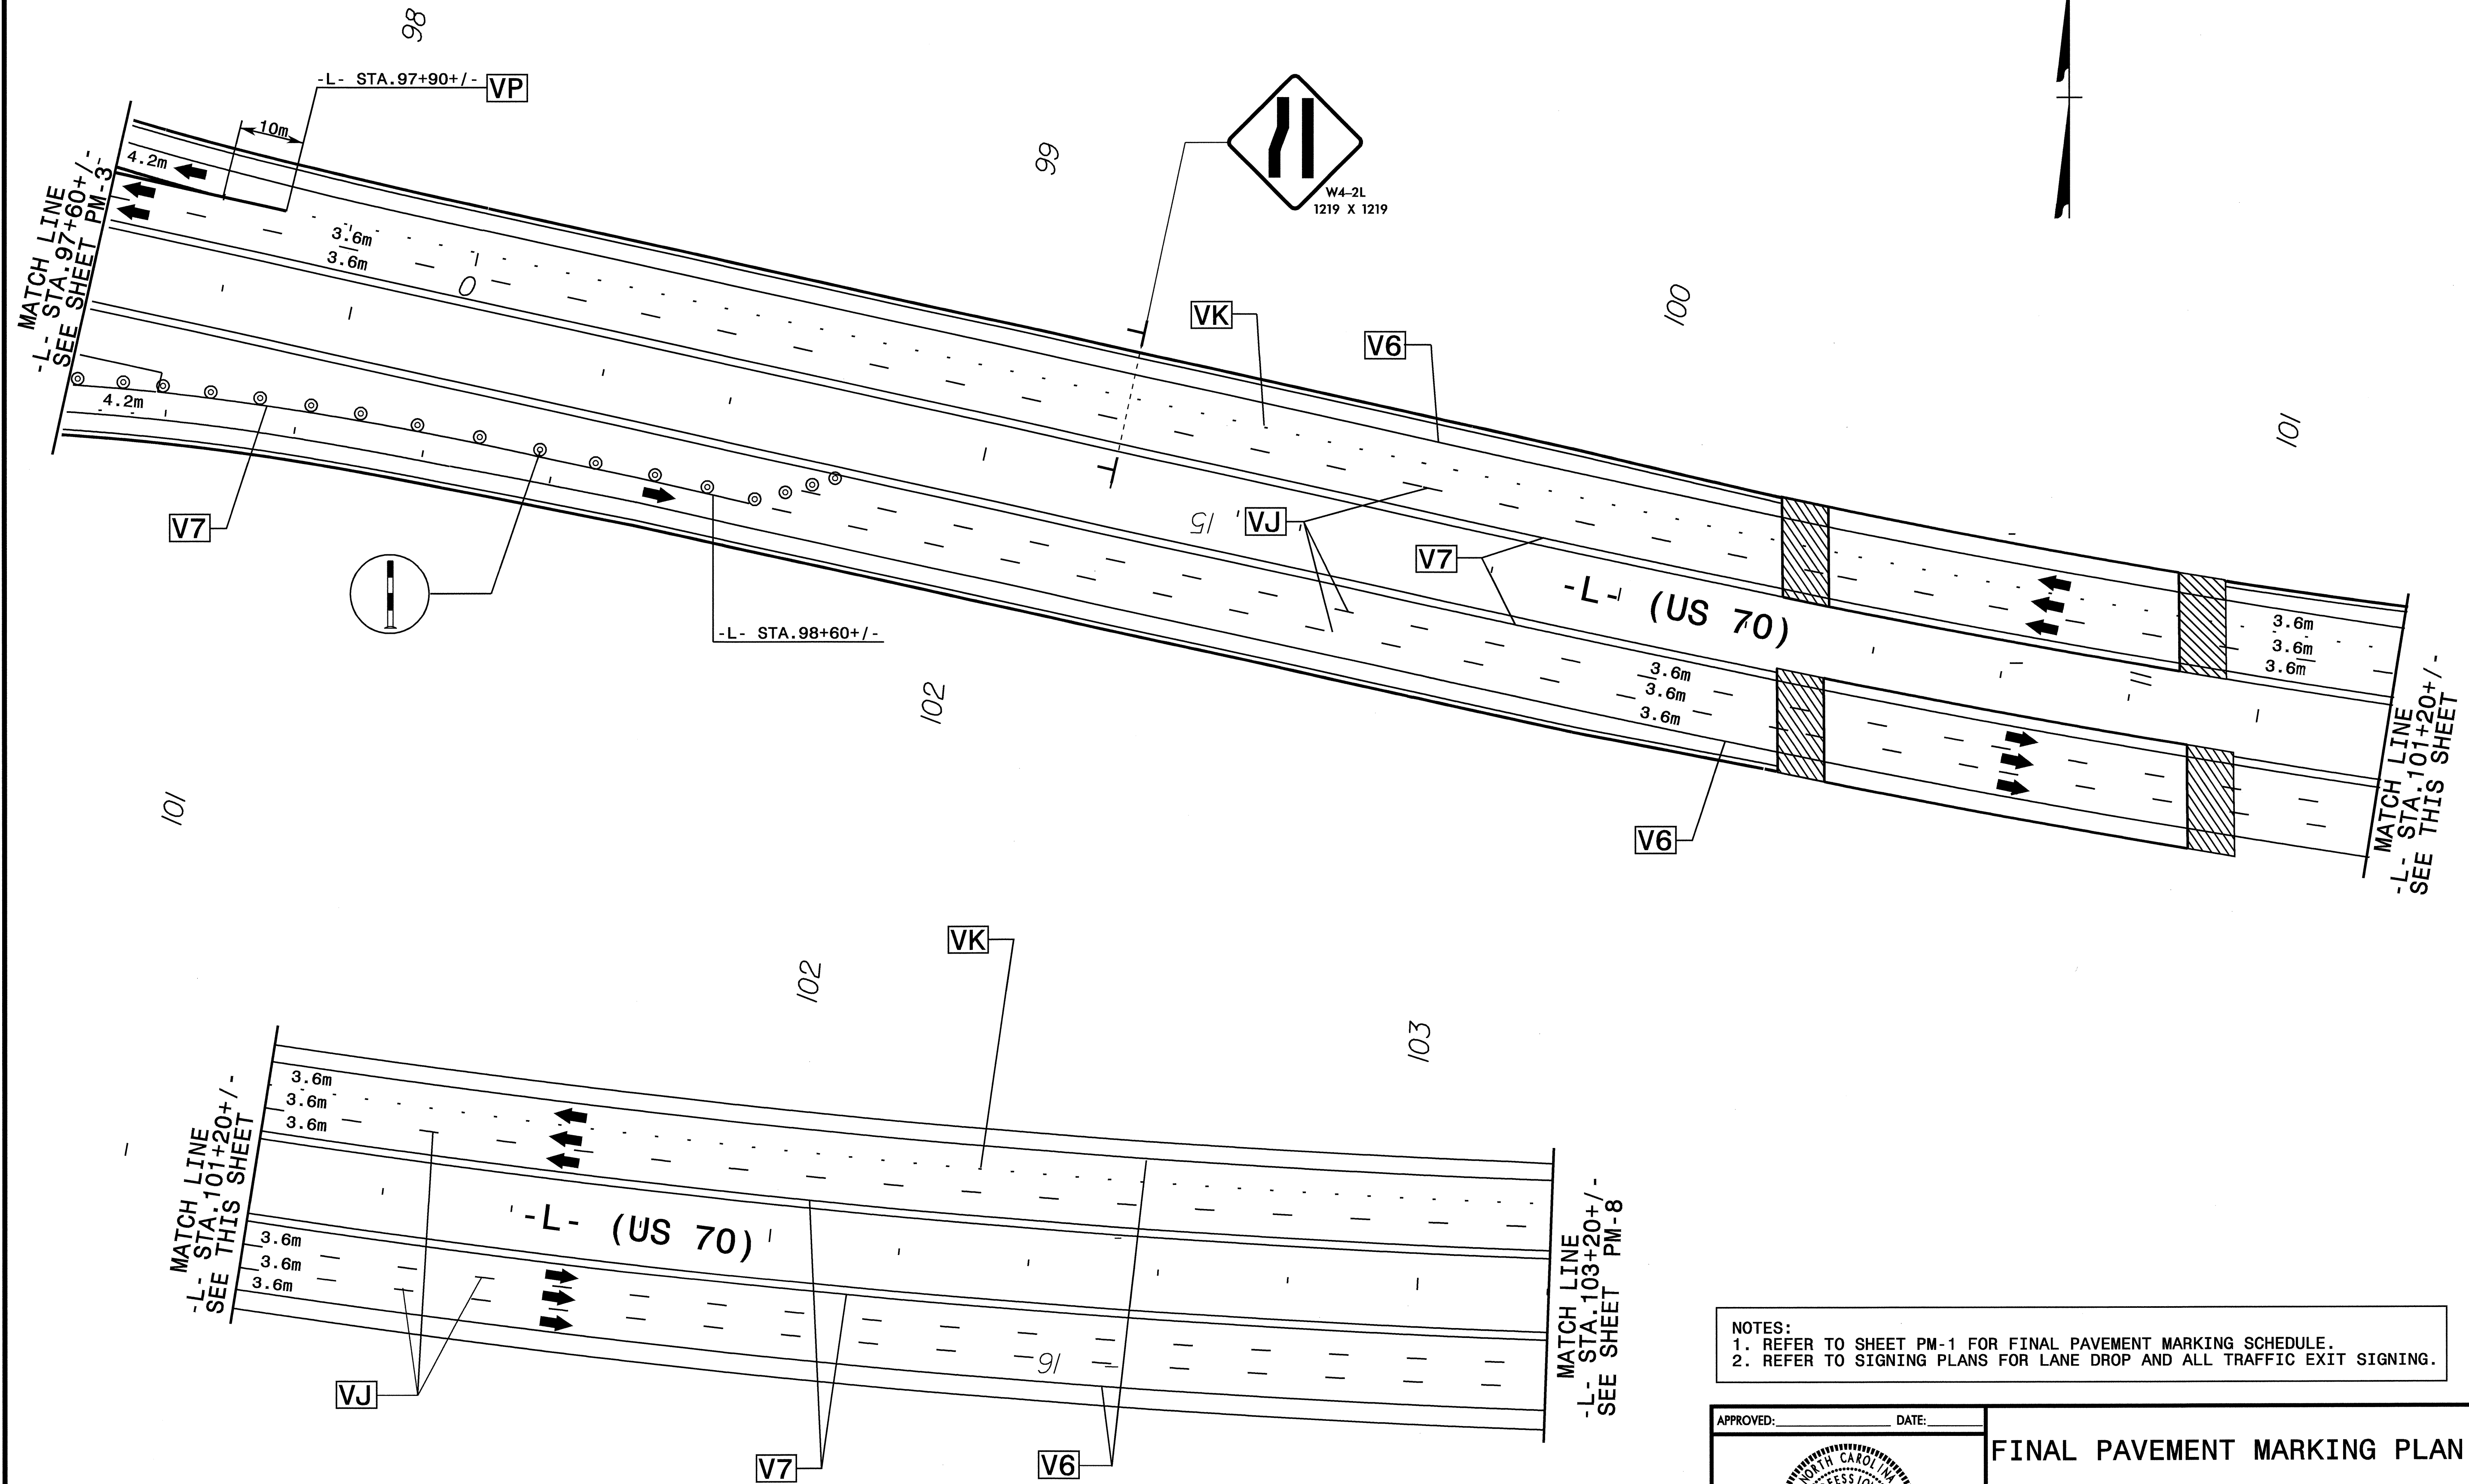 98
-L- STA.97+90+/- VP
10m
4.2m
MATCH LINE
-L- STA.97+60+/-
SEE SHEET PM-3
3.6m
3.6m
0
99
W4-2L
1219 X 1219
VK
V6
100
101
4.2m
V7
-L- STA.98+60+/-
15
VJ
V7
-L- (US 70)
3.6m
3.6m
3.6m
3.6m
3.6m
3.6m
V6
MATCH LINE
-L- STA.101+20+/-
SEE THIS SHEET
102
101
VK
102
103
MATCH LINE
-L- STA.101+20+/-
SEE THIS SHEET
3.6m
3.6m
3.6m
-L- (US 70)
3.6m
3.6m
3.6m
16
MATCH LINE
-L- STA.103+20+/-
SEE SHEET PM-8
VJ
V7
V6
NOTES:
1. REFER TO SHEET PM-1 FOR FINAL PAVEMENT MARKING SCHEDULE.
2. REFER TO SIGNING PLANS FOR LANE DROP AND ALL TRAFFIC EXIT SIGNING.
APPROVED: DATE:
NORTH CAROLINA
FINAL PAVEMENT MARKING PLAN